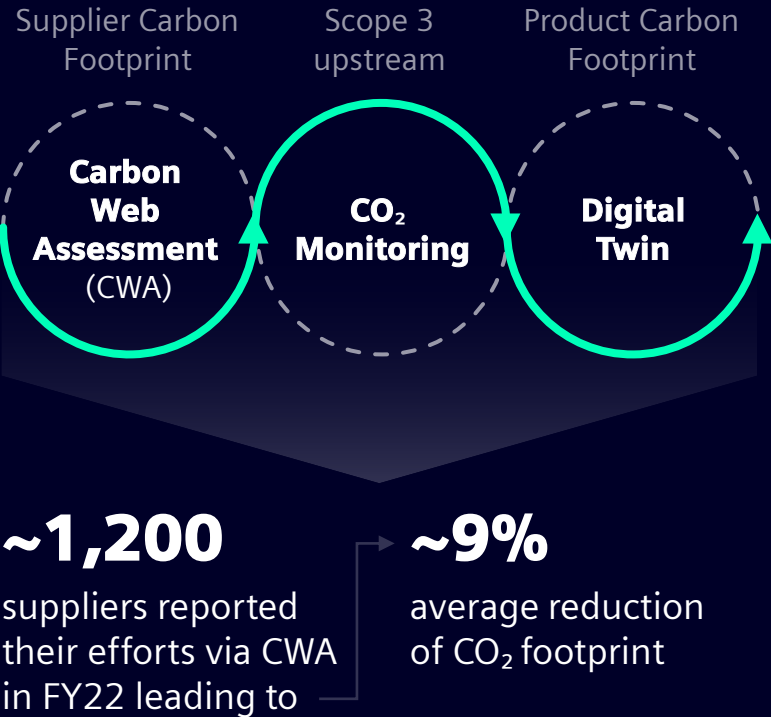 Supplier Carbon
Footprint
Scope 3
upstream
Product Carbon
Footprint
Carbon
Web
Assessment
(CWA)
CO₂
Monitoring
Digital
Twin
~1,200
suppliers reported
their efforts via CWA
in FY22 leading to
~9%
average reduction
of CO₂ footprint